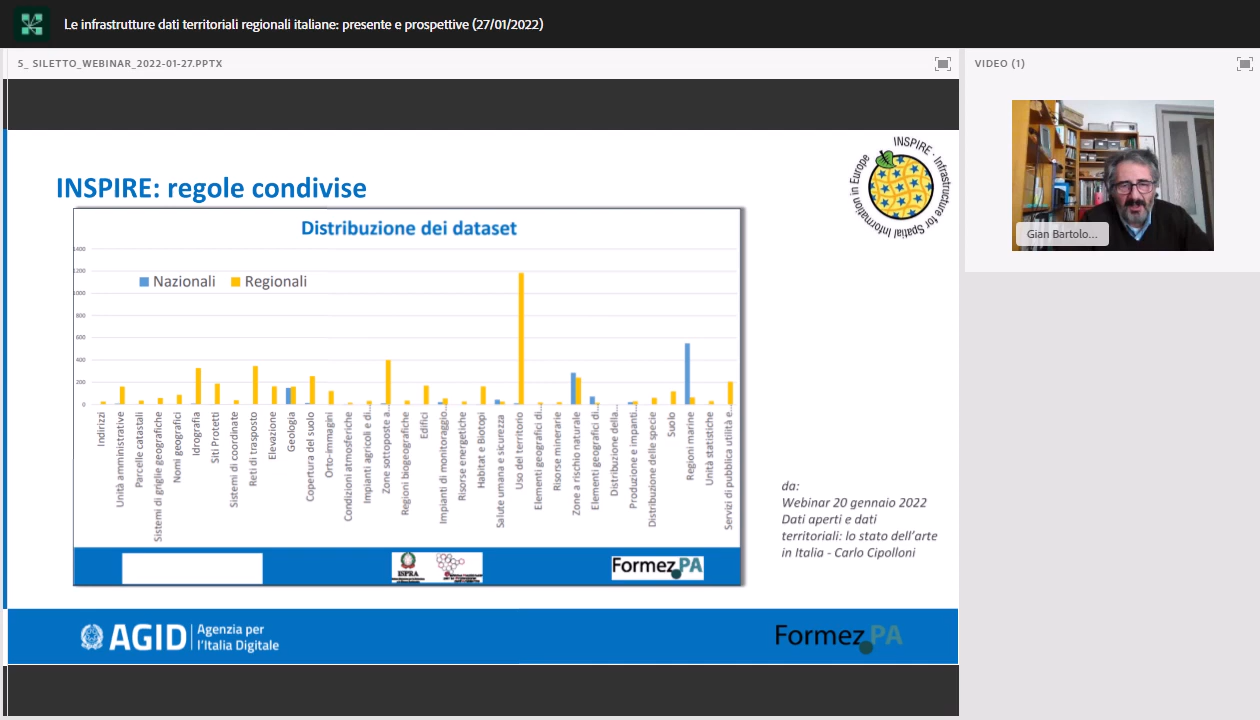 Le infrastrutture dati territoriali regionali italiane: presente e prospettive (27/01/2022)
5_ SILETTO_WEBINAR_2022-01-27.PPTX
VIDEO (1)
Gian Bartolo...
INSPIRE: regole condivise
INSPIRE · Infrastructure for Spatial Information in Europe
Distribuzione dei dataset
Nazionali
Regionali
1400
1200
1000
800
600
400
200
0
Indirizzi
Unità amministrative
Parcelle catastali
Sistemi di griglie geografiche
Nomi geografici
Idrografia
Siti Protetti
Sistemi di coordinate
Reti di trasposto
Elevazione
Geologia
Copertura del suolo
Orto-immagini
Condizioni atmosferiche
Impianti agricoli e di...
Zone sottoposte a...
Regioni biogeografiche
Edifici
Impianti di monitoraggio...
Risorse energetiche
Habitat e Biotopi
Salute umana e sicurezza
Uso del territorio
Elementi geografici di...
Risorse minerarie
Zone a rischio naturale
Elementi geografici di...
Distribuzione della...
Produzione e impianti...
Distribuzione delle specie
Suolo
Regioni marine
Unità statistiche
Servizi di pubblica utilità e...
ISPRA
Formez PA
da:
Webinar 20 gennaio 2022
Dati aperti e dati
territoriali: lo stato dell'arte
in Italia - Carlo Cipolloni
AGID
Agenzia per
l'Italia Digitale
Formez PA